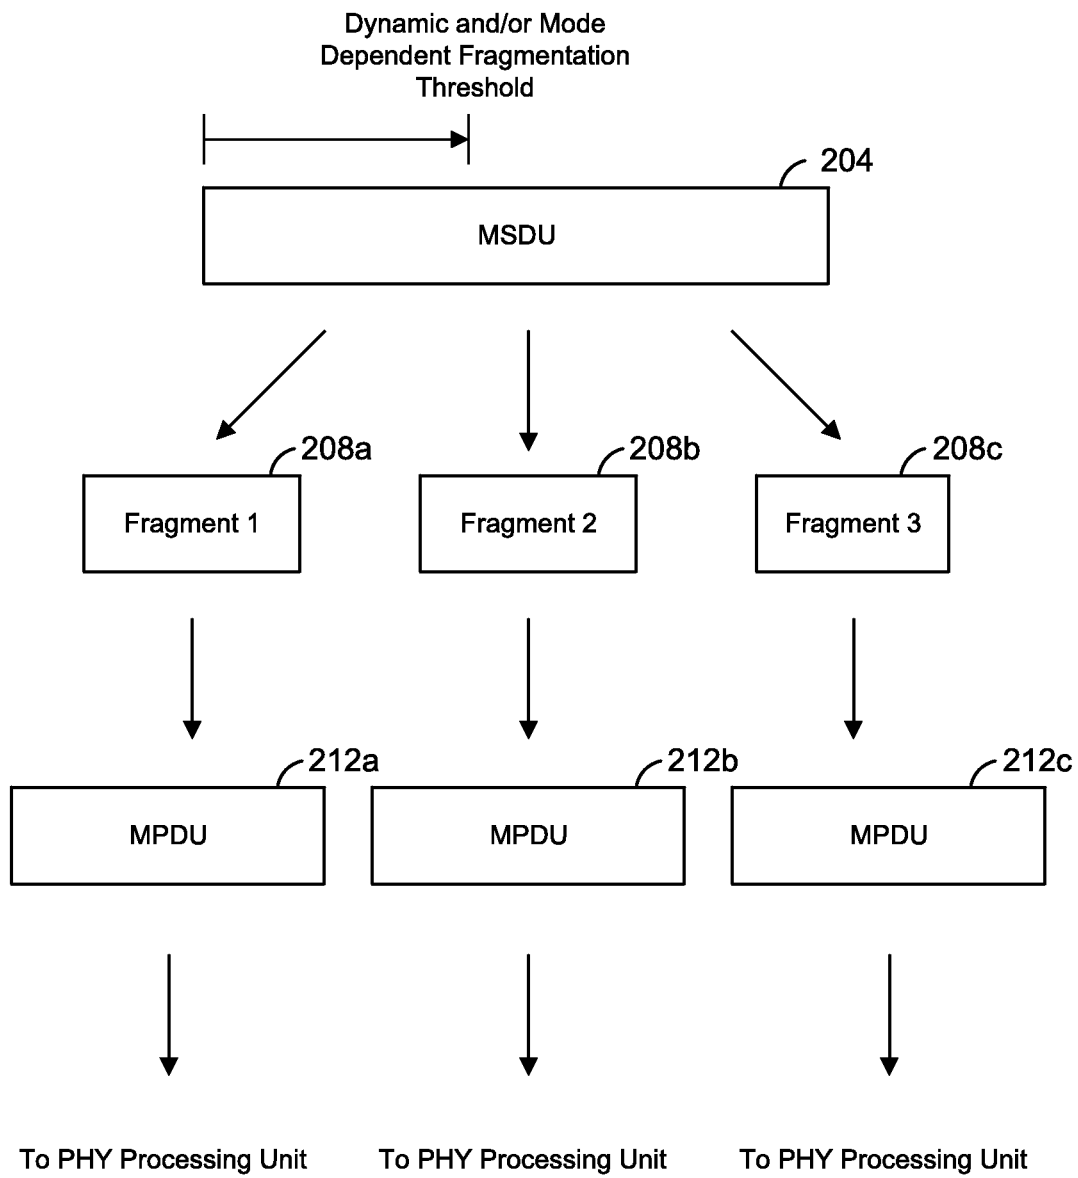 Dynamic and/or Mode
Dependent Fragmentation
Threshold
204
MSDU
208a
208b
208c
Fragment 1
Fragment 2
Fragment 3
212a
212b
212c
MPDU
MPDU
MPDU
To PHY Processing Unit
To PHY Processing Unit
To PHY Processing Unit